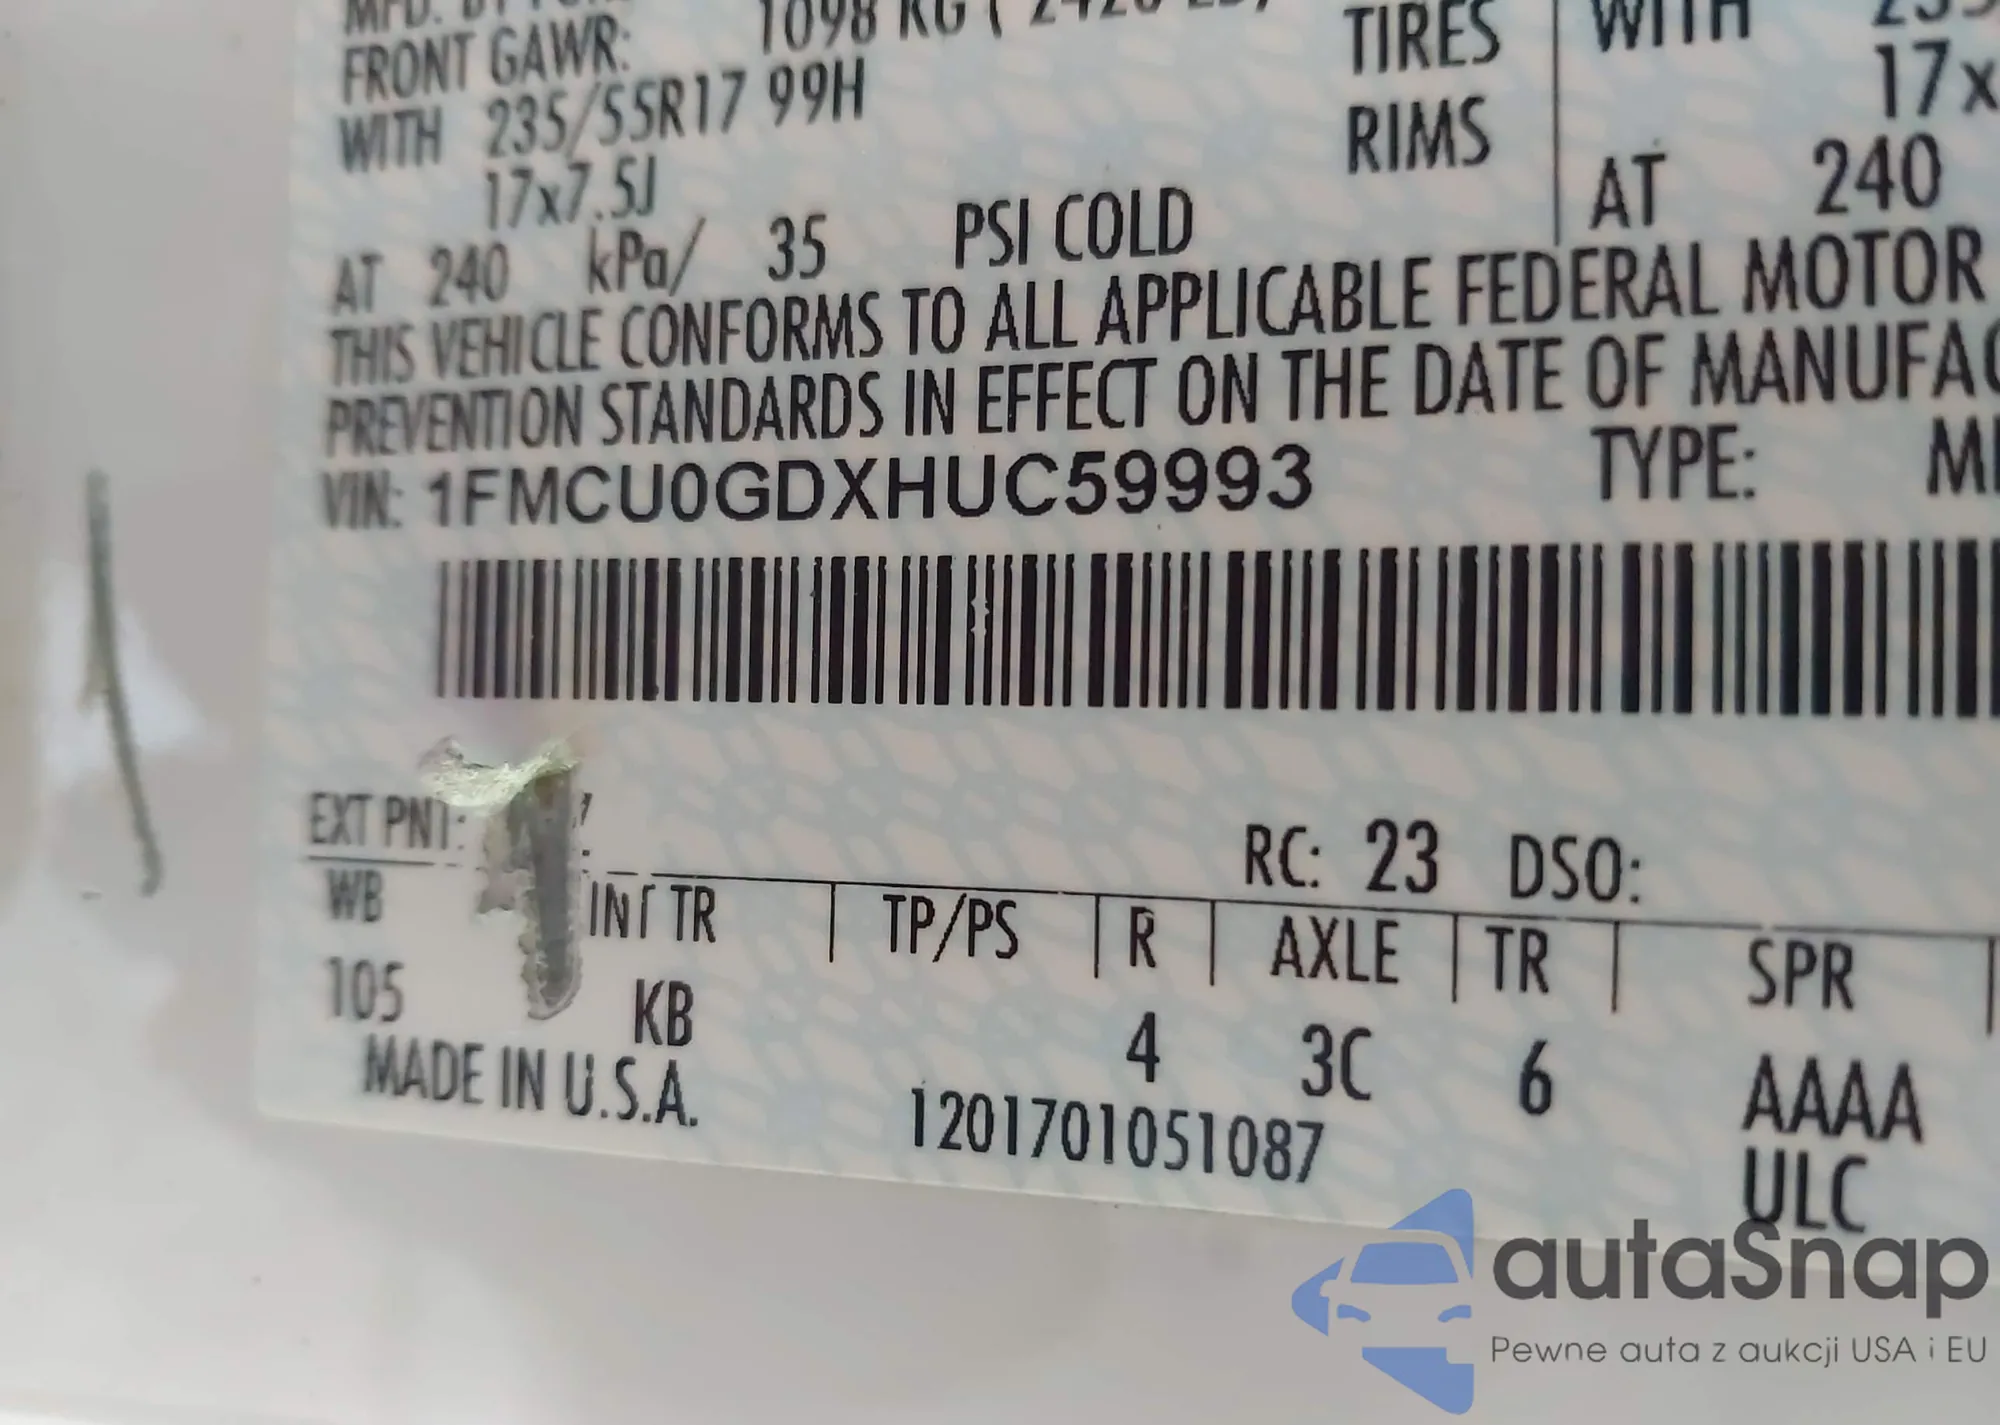 FRONT GAWR: 1098 KG
WITH 235/55R17 99H
17x7.5J
AT 240 kPa/ 35 PSI COLD
TIRES
RIMS
WITH
17x
AT 240
THIS VEHICLE CONFORMS TO ALL APPLICABLE FEDERAL MOTOR
PREVENTION STANDARDS IN EFFECT ON THE DATE OF MANUFAC
VIN: 1FMCU0GDXHUC59993 TYPE:
EXT PNT: RC: 23 DSO:
WB INT TR TP/PS R AXLE TR SPR
105 KB 4 3C 6 AAAA
MADE IN U.S.A. 1201701051087 ULC
autaSnap
Pewne auta z aukcji USA i EU